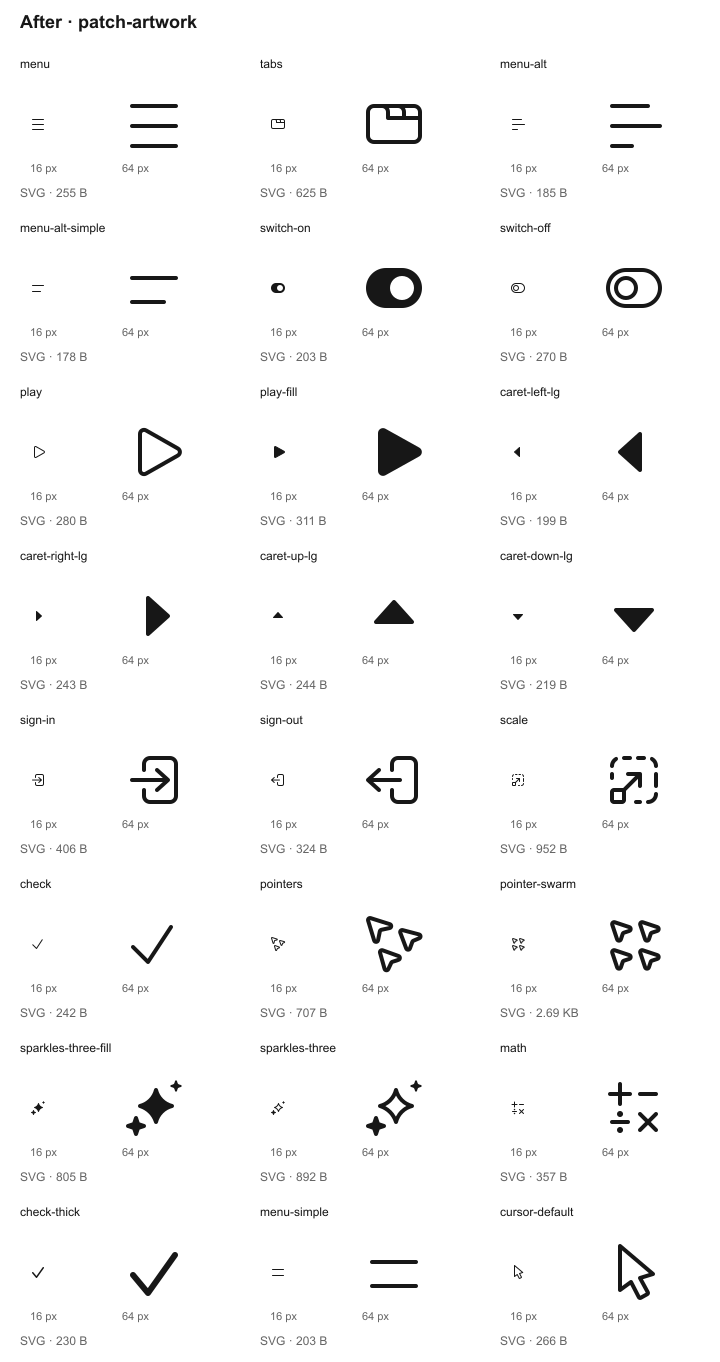 After · patch-artwork
menu tabs menu-alt
16 px 64 px 16 px 64 px 16 px 64 px
SVG · 255 B SVG · 625 B SVG · 185 B
menu-alt-simple switch-on switch-off
16 px 64 px 16 px 64 px 16 px 64 px
SVG · 178 B SVG · 203 B SVG · 270 B
play play-fill caret-left-lg
16 px 64 px 16 px 64 px 16 px 64 px
SVG · 280 B SVG · 311 B SVG · 199 B
caret-right-lg caret-up-lg caret-down-lg
16 px 64 px 16 px 64 px 16 px 64 px
SVG · 243 B SVG · 244 B SVG · 219 B
sign-in sign-out scale
16 px 64 px 16 px 64 px 16 px 64 px
SVG · 406 B SVG · 324 B SVG · 952 B
check pointers pointer-swarm
16 px 64 px 16 px 64 px 16 px 64 px
SVG · 242 B SVG · 707 B SVG · 2.69 KB
sparkles-three-fill sparkles-three math
16 px 64 px 16 px 64 px 16 px 64 px
SVG · 805 B SVG · 892 B SVG · 357 B
check-thick menu-simple cursor-default
16 px 64 px 16 px 64 px 16 px 64 px
SVG · 230 B SVG · 203 B SVG · 266 B